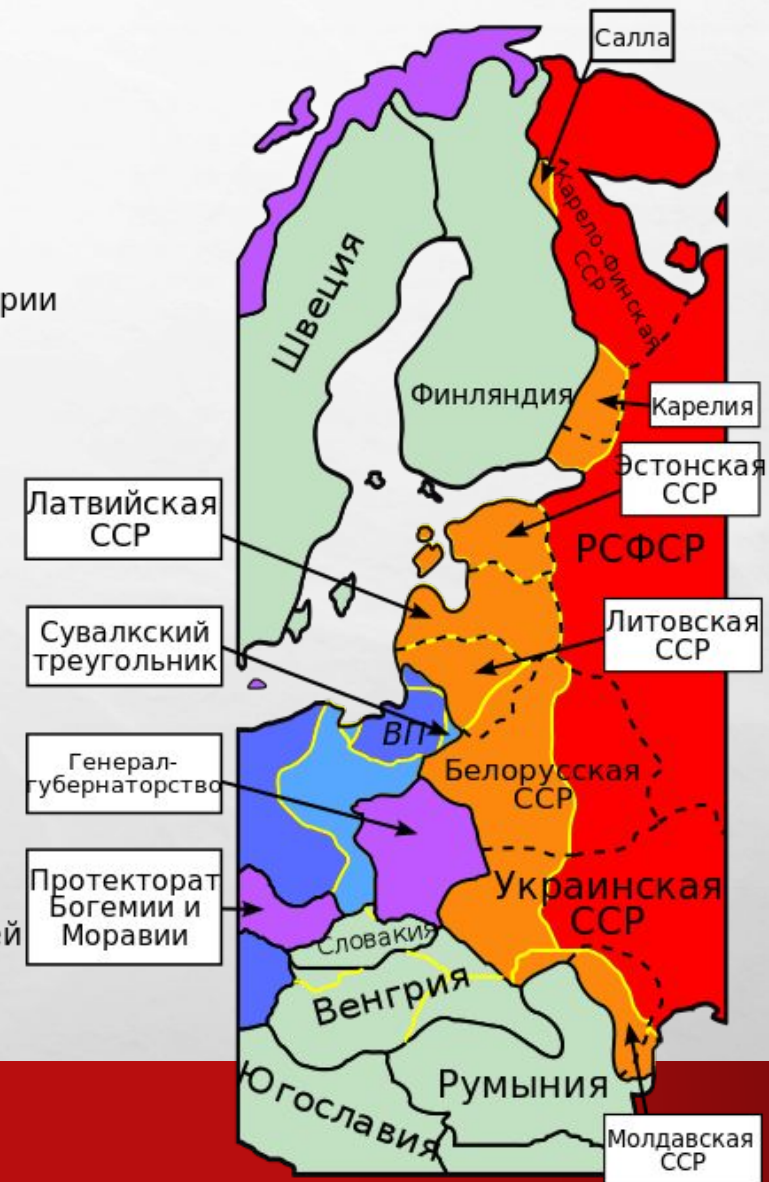 Салла
Карело-Финская
ССР
рии
Швеция
Финляндия
Карелия
Эстонская
ССР
Латвийская
ССР
РСФСР
Сувалкский
треугольник
Литовская
ССР
ВП
Генерал-
губернаторство
Белорусская
ССР
Протекторат
Богемии и
Моравии
ей
Украинская
ССР
Словакия
Венгрия
Югославия
Румыния
Молдавская
ССР